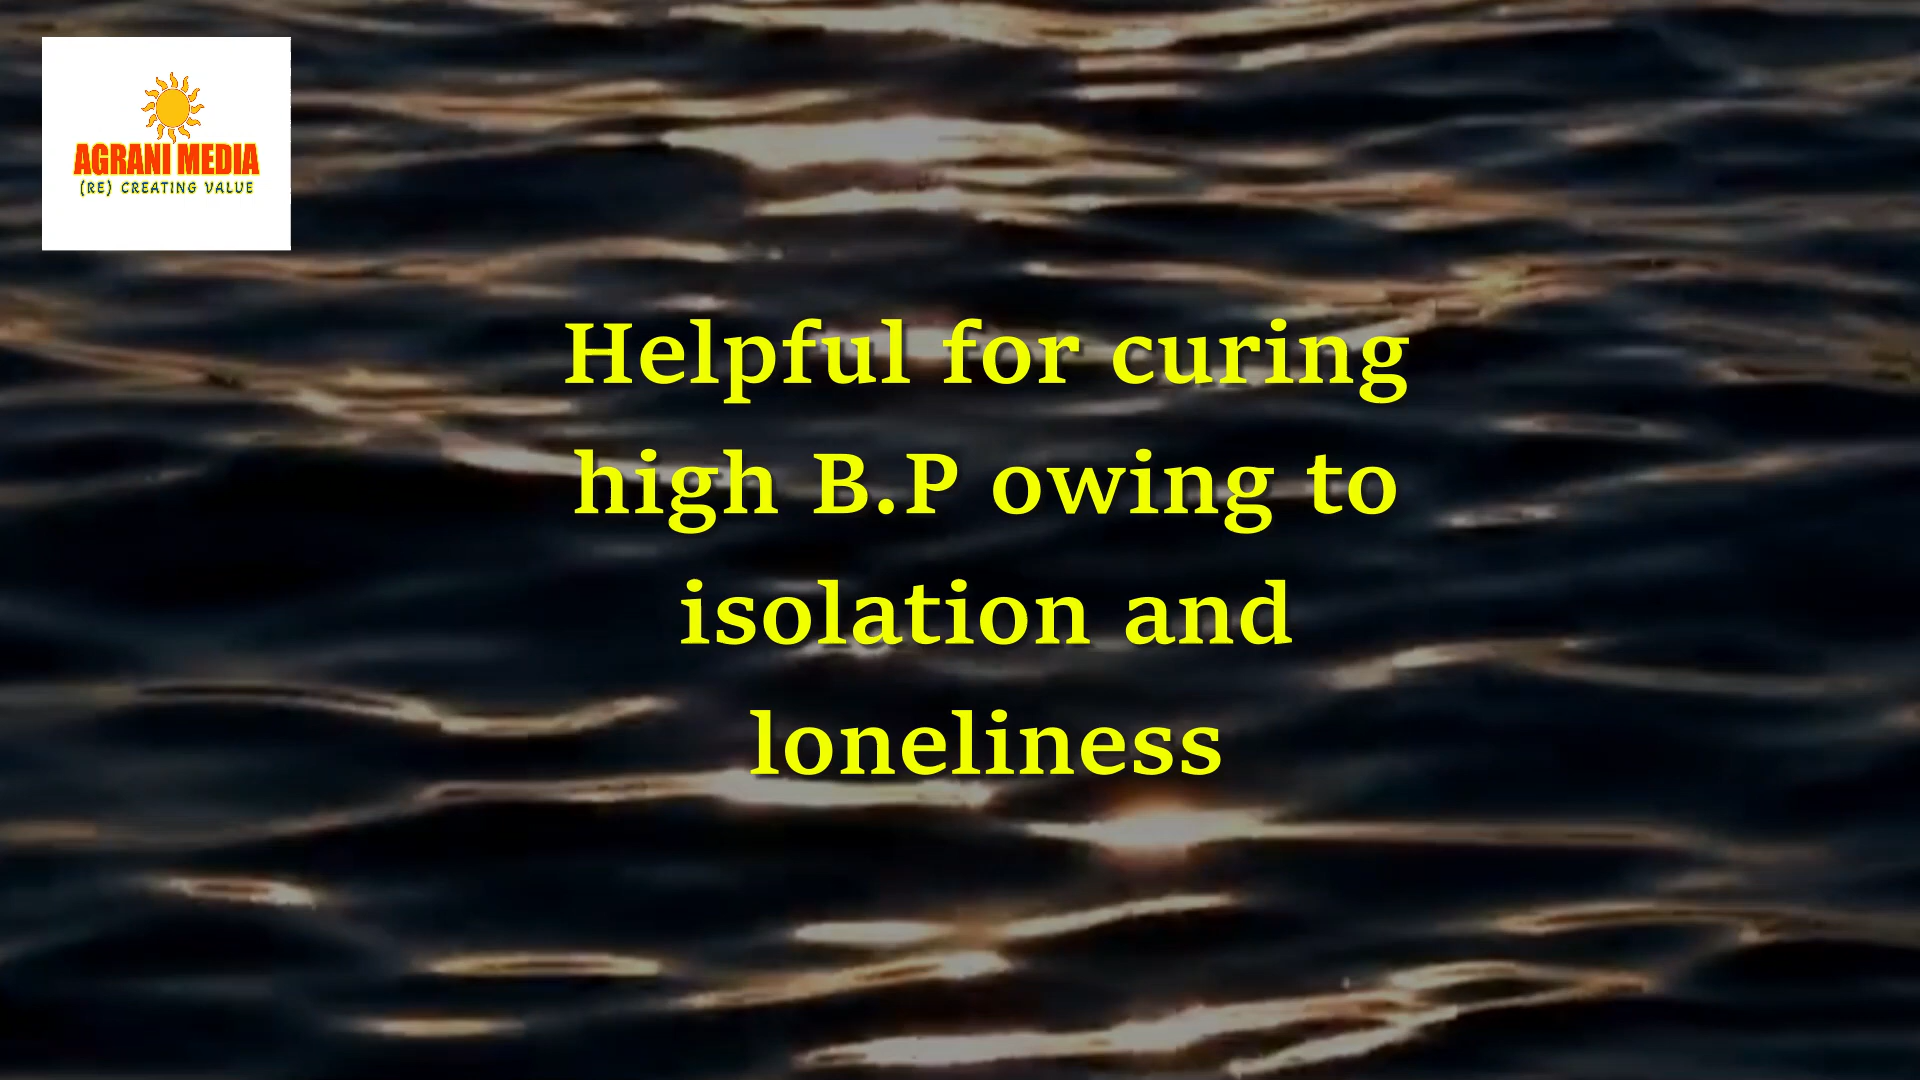 AGRANI MEDIA
(RE) CREATING VALUE
Helpful for curing
high B.P owing to
isolation and
loneliness